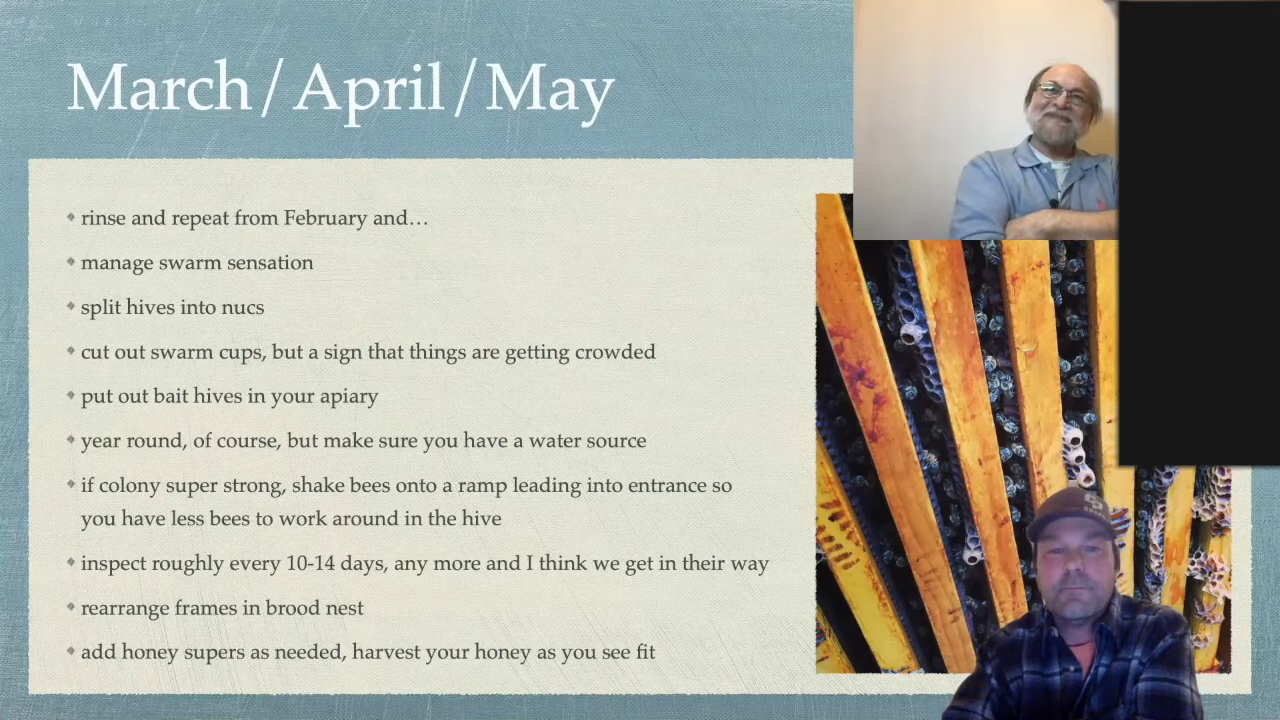 March/April/May
rinse and repeat from February and…
manage swarm sensation
split hives into nucs
cut out swarm cups, but a sign that things are getting crowded
put out bait hives in your apiary
year round, of course, but make sure you have a water source
if colony super strong, shake bees onto a ramp leading into entrance so
you have less bees to work around in the hive
inspect roughly every 10-14 days, any more and I think we get in their way
rearrange frames in brood nest
add honey supers as needed, harvest your honey as you see fit